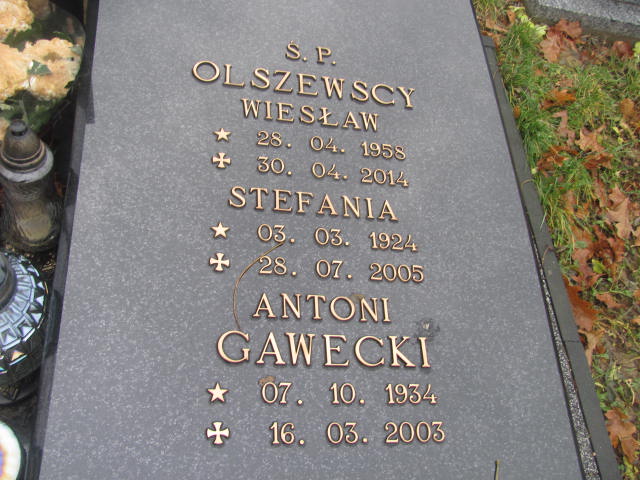 Ś. P.
OLSZEWSCY
WIESŁAW
28. 04. 1958
30. 04. 2014
STEFANIA
03. 03. 1924
28. 07. 2005
ANTONI
GAWECKI
07. 10. 1934
16. 03. 2003